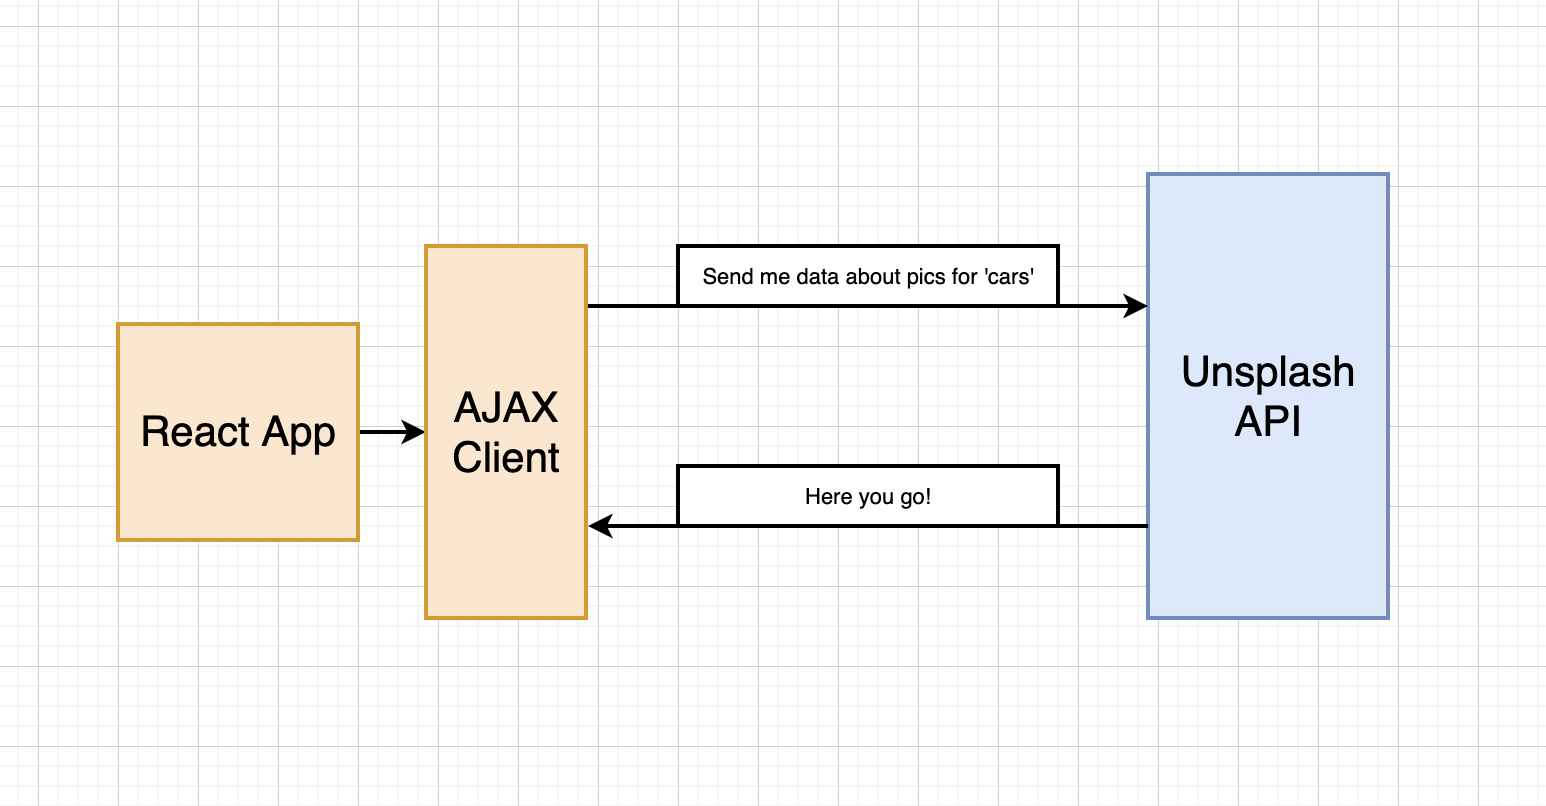 React App
AJAX
Client
Send me data about pics for 'cars'
Here you go!
Unsplash
API